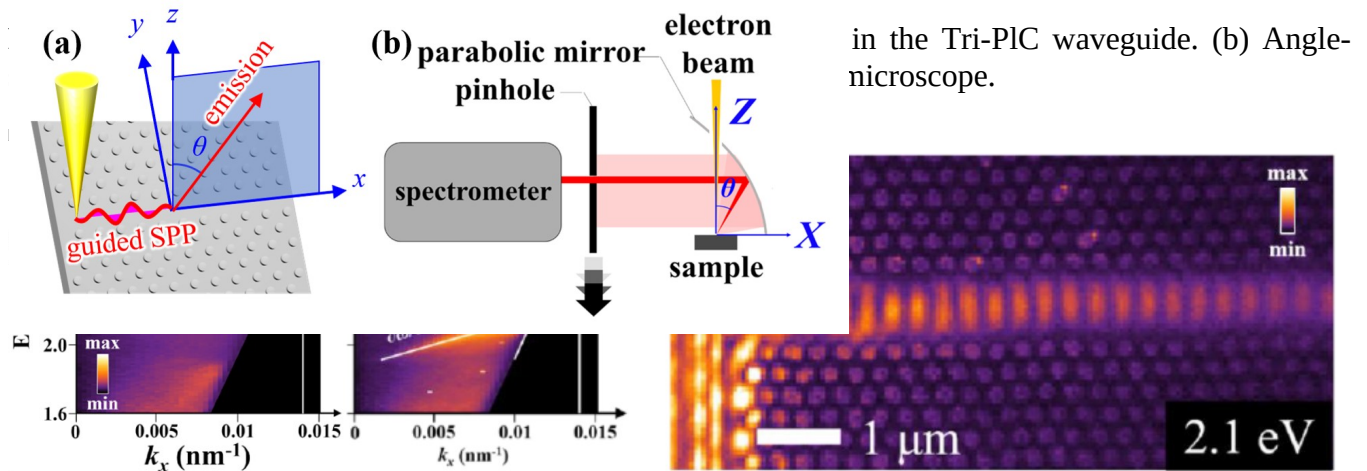 (a)
y
z
emission
θ
x
guided SPP
(b)
electron
beam
parabolic mirror
pinhole
Z
spectrometer
θ
X
sample
in the Tri-PlC waveguide. (b) Angle-
microscope.
E
2.0
1.6
max
min
0
0.005
0.01
0.015
kₓ (nm⁻¹)
0
0.005
0.01
0.015
kₓ (nm⁻¹)
max
min
1 μm
2.1 eV